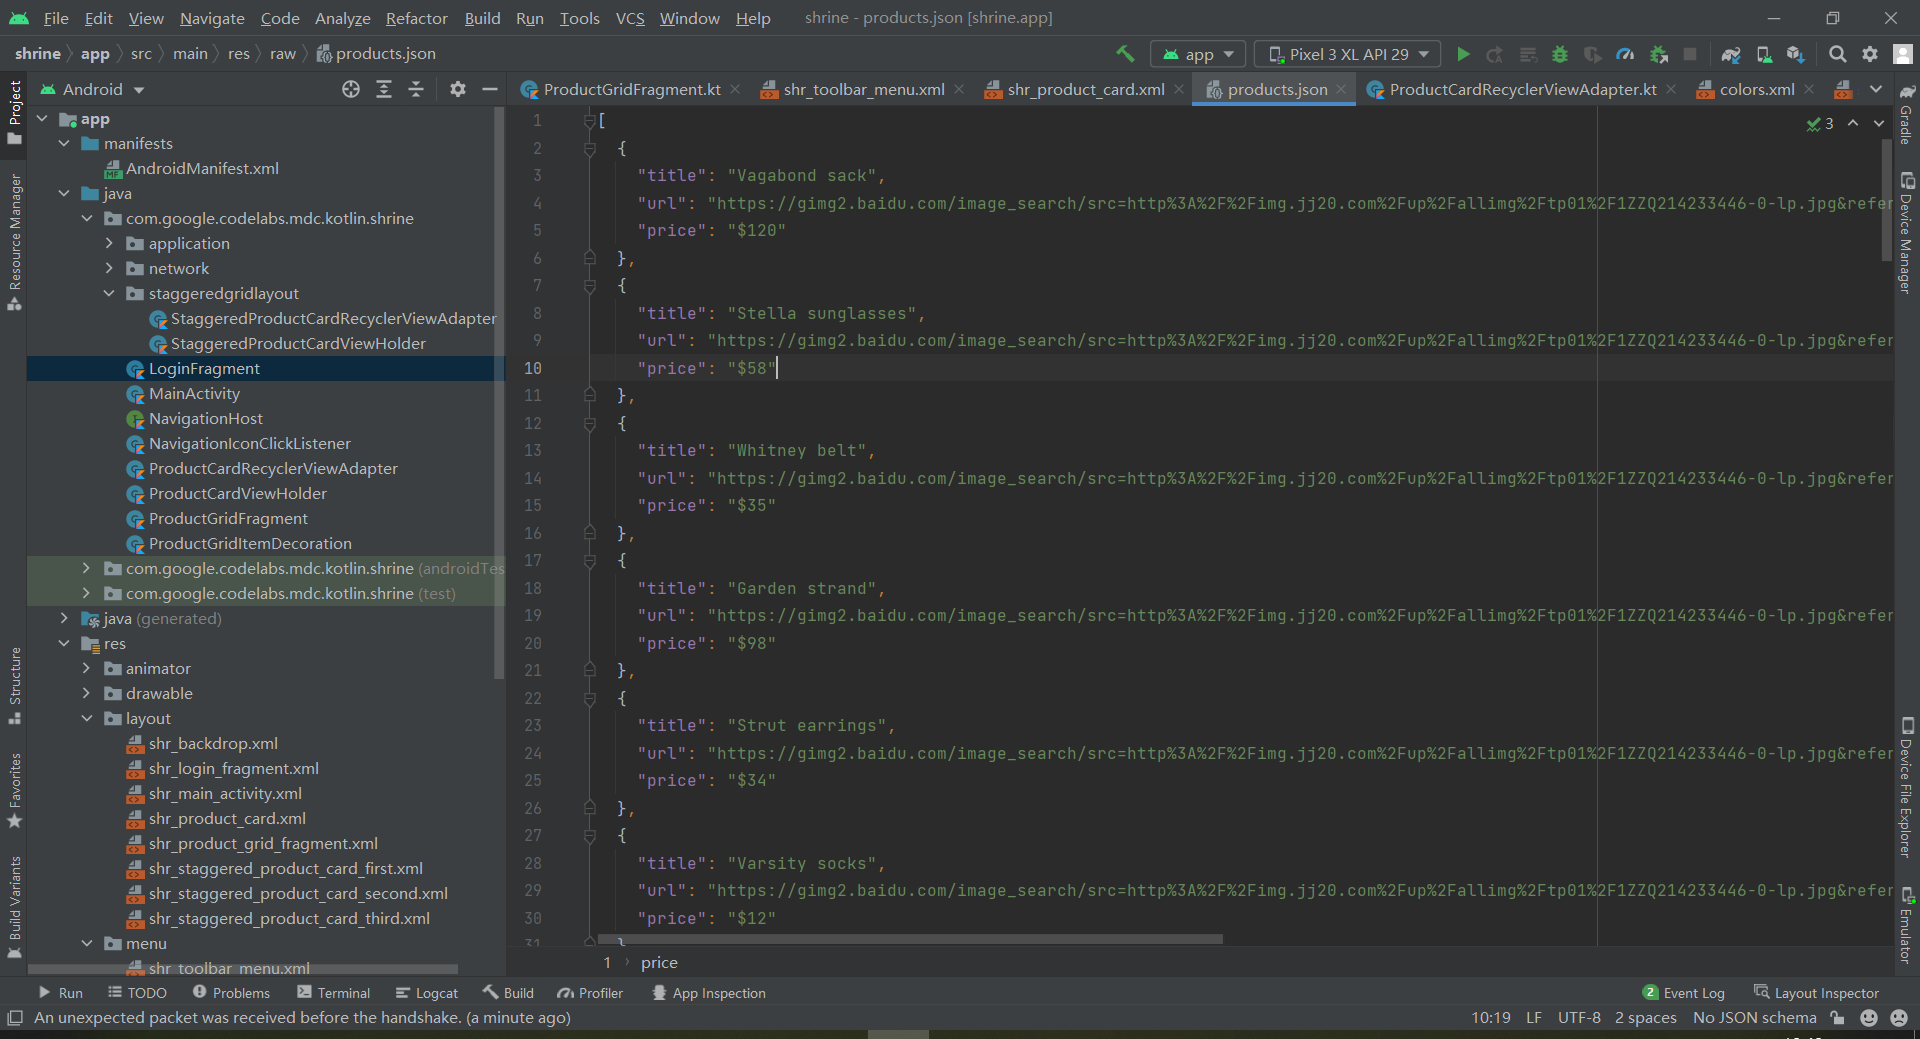 File Edit View Navigate Code Analyze Refactor Build Run Tools VCS Window Help shrine - products.json [shrine.app]
shrine app src main res raw products.json app Pixel 3 XL API 29
Android ProductGridFragment.kt shr_toolbar_menu.xml shr_product_card.xml products.json ProductCardRecyclerViewAdapter.kt colors.xml
Project
Resource Manager
Structure
Favorites
Build Variants
app
manifests
AndroidManifest.xml
java
com.google.codelabs.mdc.kotlin.shrine
application
network
staggeredgridlayout
StaggeredProductCardRecyclerViewAdapter
StaggeredProductCardViewHolder
LoginFragment
MainActivity
NavigationHost
NavigationIconClickListener
ProductCardRecyclerViewAdapter
ProductCardViewHolder
ProductGridFragment
ProductGridItemDecoration
com.google.codelabs.mdc.kotlin.shrine (androidTes
com.google.codelabs.mdc.kotlin.shrine (test)
java (generated)
res
animator
drawable
layout
shr_backdrop.xml
shr_login_fragment.xml
shr_main_activity.xml
shr_product_card.xml
shr_product_grid_fragment.xml
shr_staggered_product_card_first.xml
shr_staggered_product_card_second.xml
shr_staggered_product_card_third.xml
menu
shr_toolbar_menu.xml
1 [
2 {
3 "title": "Vagabond sack",
4 "url": "https://gimg2.baidu.com/image_search/src=http%3A%2F%2Fimg.jj20.com%2Fup%2Fallimg%2Ftp01%2F1ZZQ214233446-0-lp.jpg&refer
5 "price": "$120"
6 },
7 {
8 "title": "Stella sunglasses",
9 "url": "https://gimg2.baidu.com/image_search/src=http%3A%2F%2Fimg.jj20.com%2Fup%2Fallimg%2Ftp01%2F1ZZQ214233446-0-lp.jpg&refer
10 "price": "$58"
11 },
12 {
13 "title": "Whitney belt",
14 "url": "https://gimg2.baidu.com/image_search/src=http%3A%2F%2Fimg.jj20.com%2Fup%2Fallimg%2Ftp01%2F1ZZQ214233446-0-lp.jpg&refer
15 "price": "$35"
16 },
17 {
18 "title": "Garden strand",
19 "url": "https://gimg2.baidu.com/image_search/src=http%3A%2F%2Fimg.jj20.com%2Fup%2Fallimg%2Ftp01%2F1ZZQ214233446-0-lp.jpg&refer
20 "price": "$98"
21 },
22 {
23 "title": "Strut earrings",
24 "url": "https://gimg2.baidu.com/image_search/src=http%3A%2F%2Fimg.jj20.com%2Fup%2Fallimg%2Ftp01%2F1ZZQ214233446-0-lp.jpg&refer
25 "price": "$34"
26 },
27 {
28 "title": "Varsity socks",
29 "url": "https://gimg2.baidu.com/image_search/src=http%3A%2F%2Fimg.jj20.com%2Fup%2Fallimg%2Ftp01%2F1ZZQ214233446-0-lp.jpg&refer
30 "price": "$12"
31 }
3
Gradle
Device Manager
Device File Explorer
Emulator
1 price
Run TODO Problems Terminal Logcat Build Profiler App Inspection 2 Event Log Layout Inspector
An unexpected packet was received before the handshake. (a minute ago) 10:19 LF UTF-8 2 spaces No JSON schema